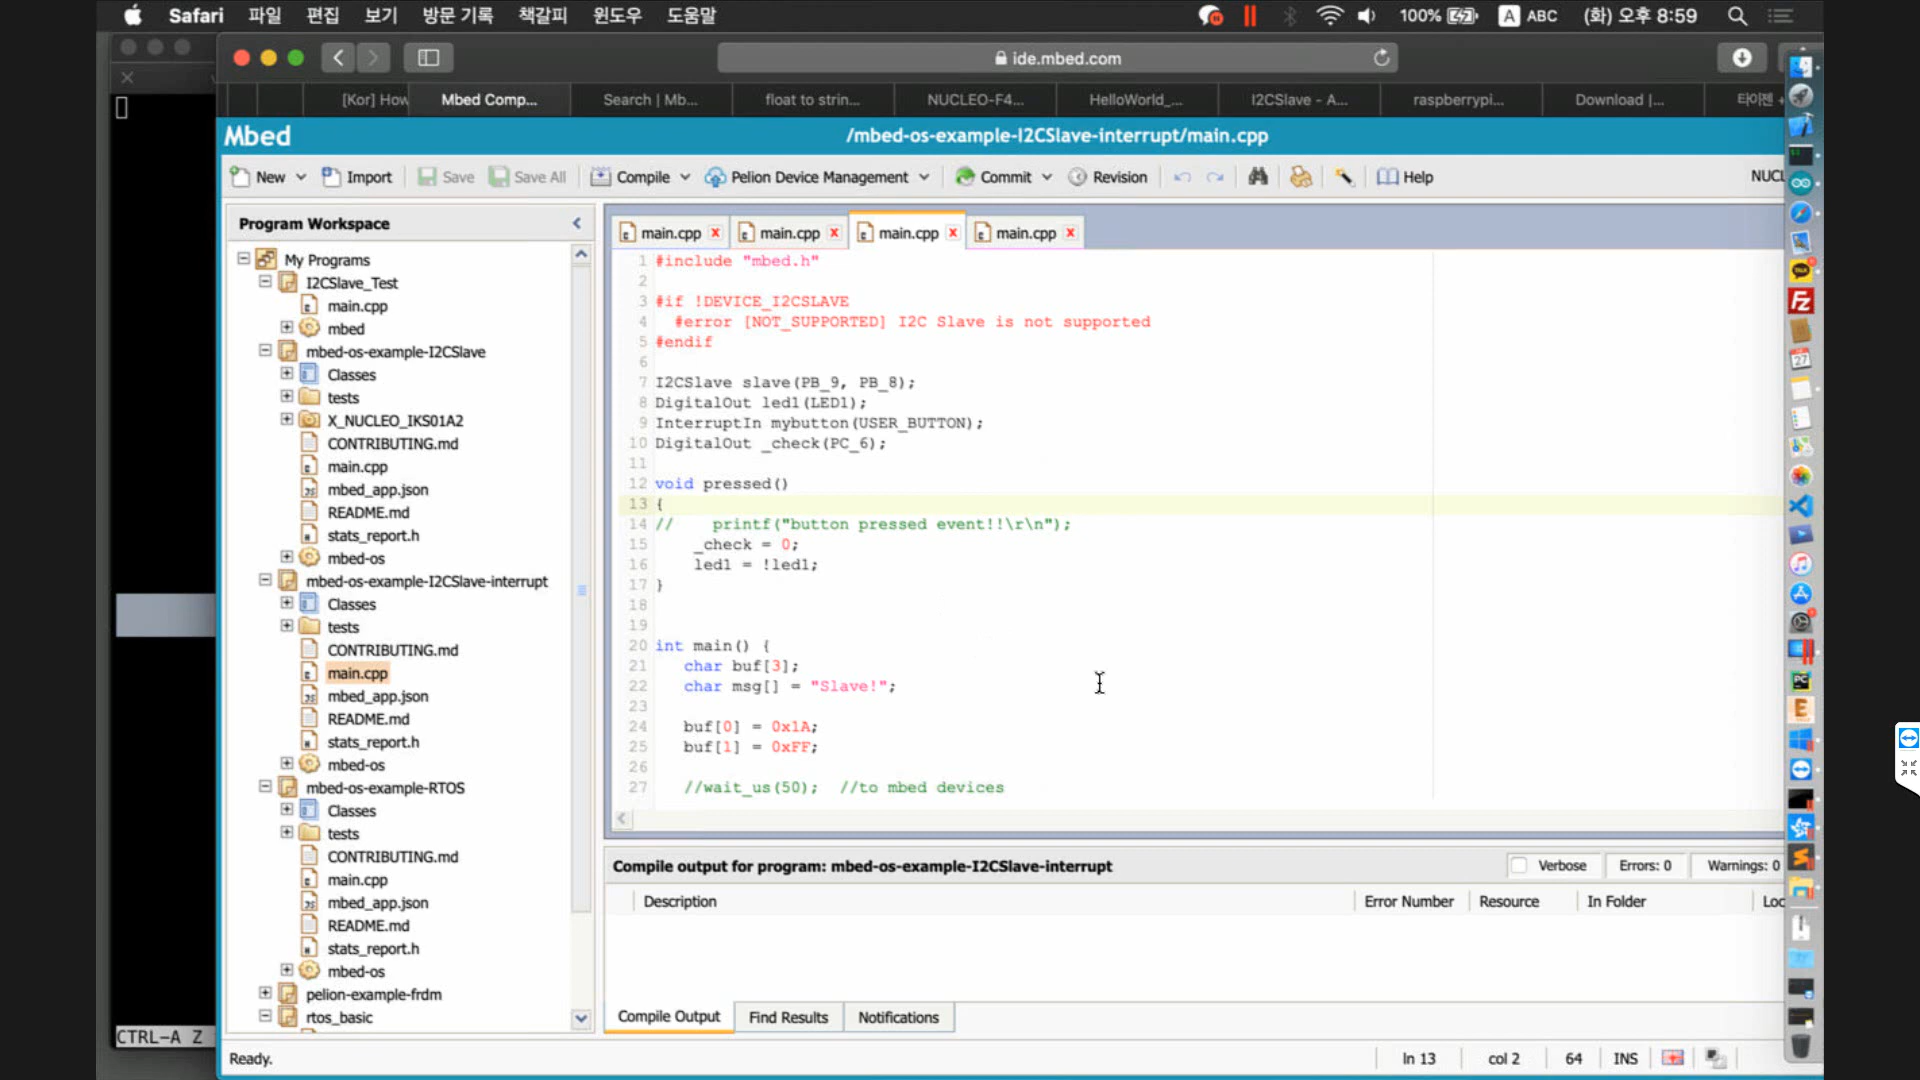 Safari 파일 편집 보기 방문 기록 책갈피 윈도우 도움말 100% A ABC (화) 오후 8:59
ide.mbed.com
[Kor] How Mbed Comp... Search | Mb... float to strin... NUCLEO-F4... HelloWorld_... I2CSlave - A... raspberrypi... Download |... 타이젠
Mbed /mbed-os-example-I2CSlave-interrupt/main.cpp
New Import Save Save All Compile Pelion Device Management Commit Revision Help NUCL
Program Workspace
My Programs
I2CSlave_Test
main.cpp
mbed
mbed-os-example-I2CSlave
Classes
tests
X_NUCLEO_IKS01A2
CONTRIBUTING.md
main.cpp
mbed_app.json
README.md
stats_report.h
mbed-os
mbed-os-example-I2CSlave-interrupt
Classes
tests
CONTRIBUTING.md
main.cpp
mbed_app.json
README.md
stats_report.h
mbed-os
mbed-os-example-RTOS
Classes
tests
CONTRIBUTING.md
main.cpp
mbed_app.json
README.md
stats_report.h
mbed-os
pelion-example-frdm
rtos_basic
CTRL-A Z
main.cpp x main.cpp x main.cpp x main.cpp x
1 #include "mbed.h"
2
3 #if !DEVICE_I2CSLAVE
4 #error [NOT_SUPPORTED] I2C Slave is not supported
5 #endif
6
7 I2CSlave slave(PB_9, PB_8);
8 DigitalOut led1(LED1);
9 InterruptIn mybutton(USER_BUTTON);
10 DigitalOut _check(PC_6);
11
12 void pressed()
13 {
14 // printf("button pressed event!!\r\n");
15 _check = 0;
16 led1 = !led1;
17 }
18
19
20 int main() {
21 char buf[3];
22 char msg[] = "Slave!";
23
24 buf[0] = 0x1A;
25 buf[1] = 0xFF;
26
27 //wait_us(50); //to mbed devices
Compile output for program: mbed-os-example-I2CSlave-interrupt Verbose Errors: 0 Warnings: 0
Description Error Number Resource In Folder Loc
Compile Output Find Results Notifications
Ready. ln 13 col 2 64 INS